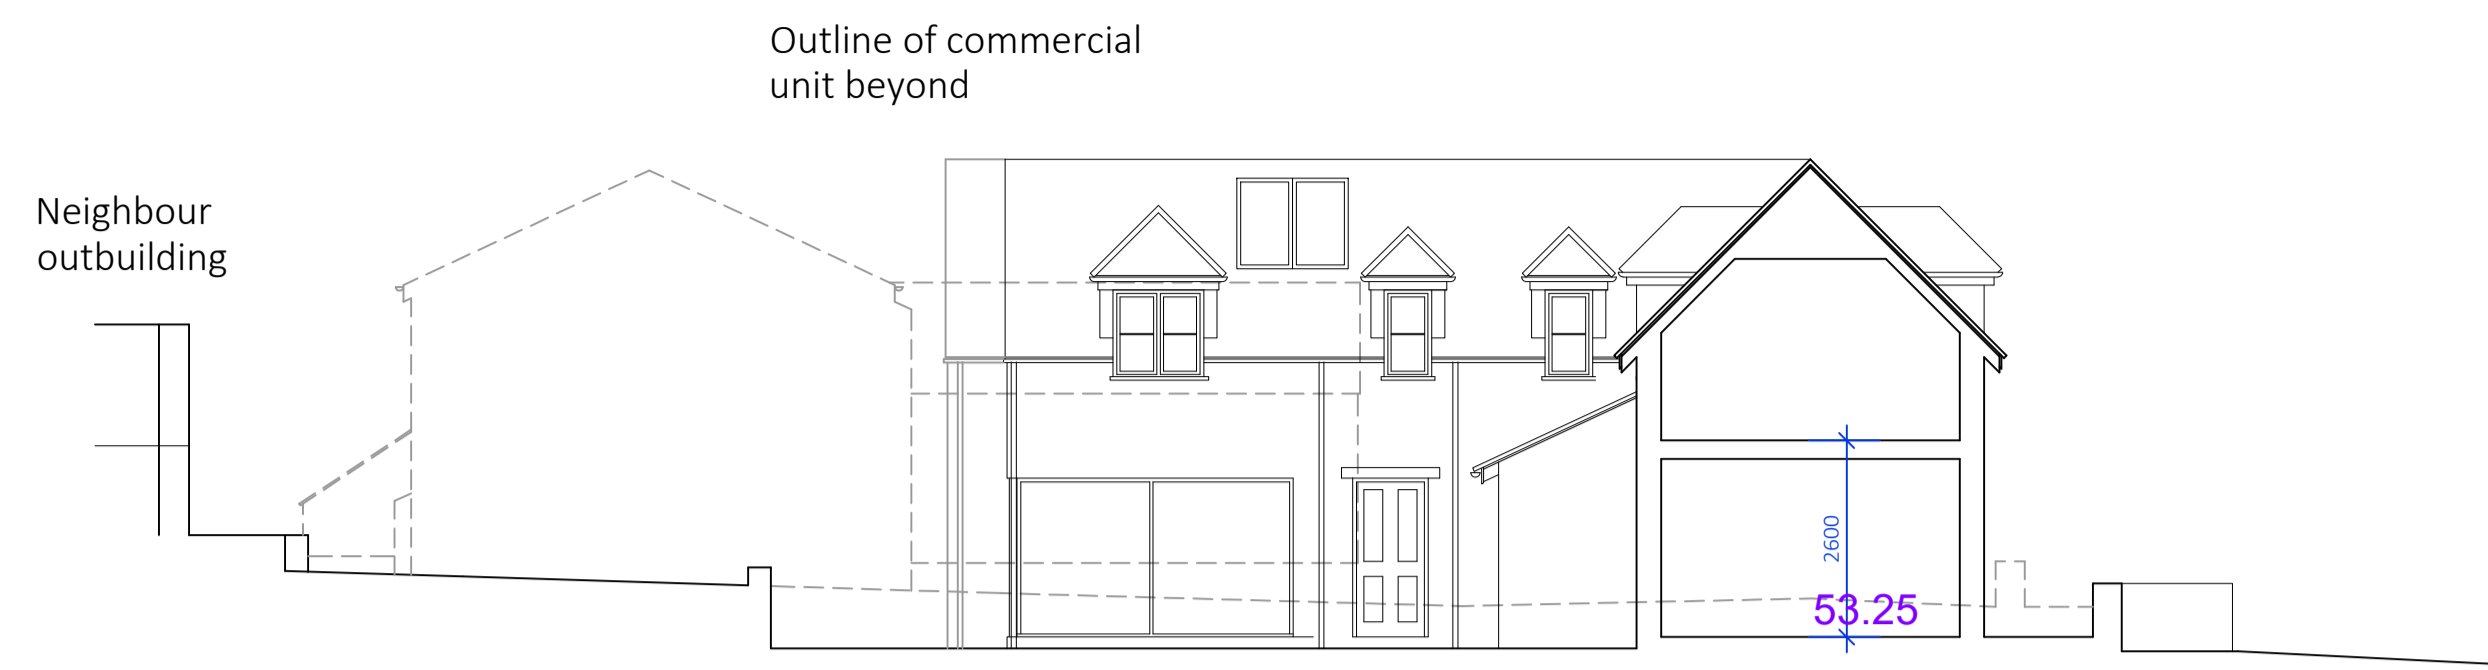 Outline of commercial
unit beyond
Neighbour
outbuilding
2600
53.25